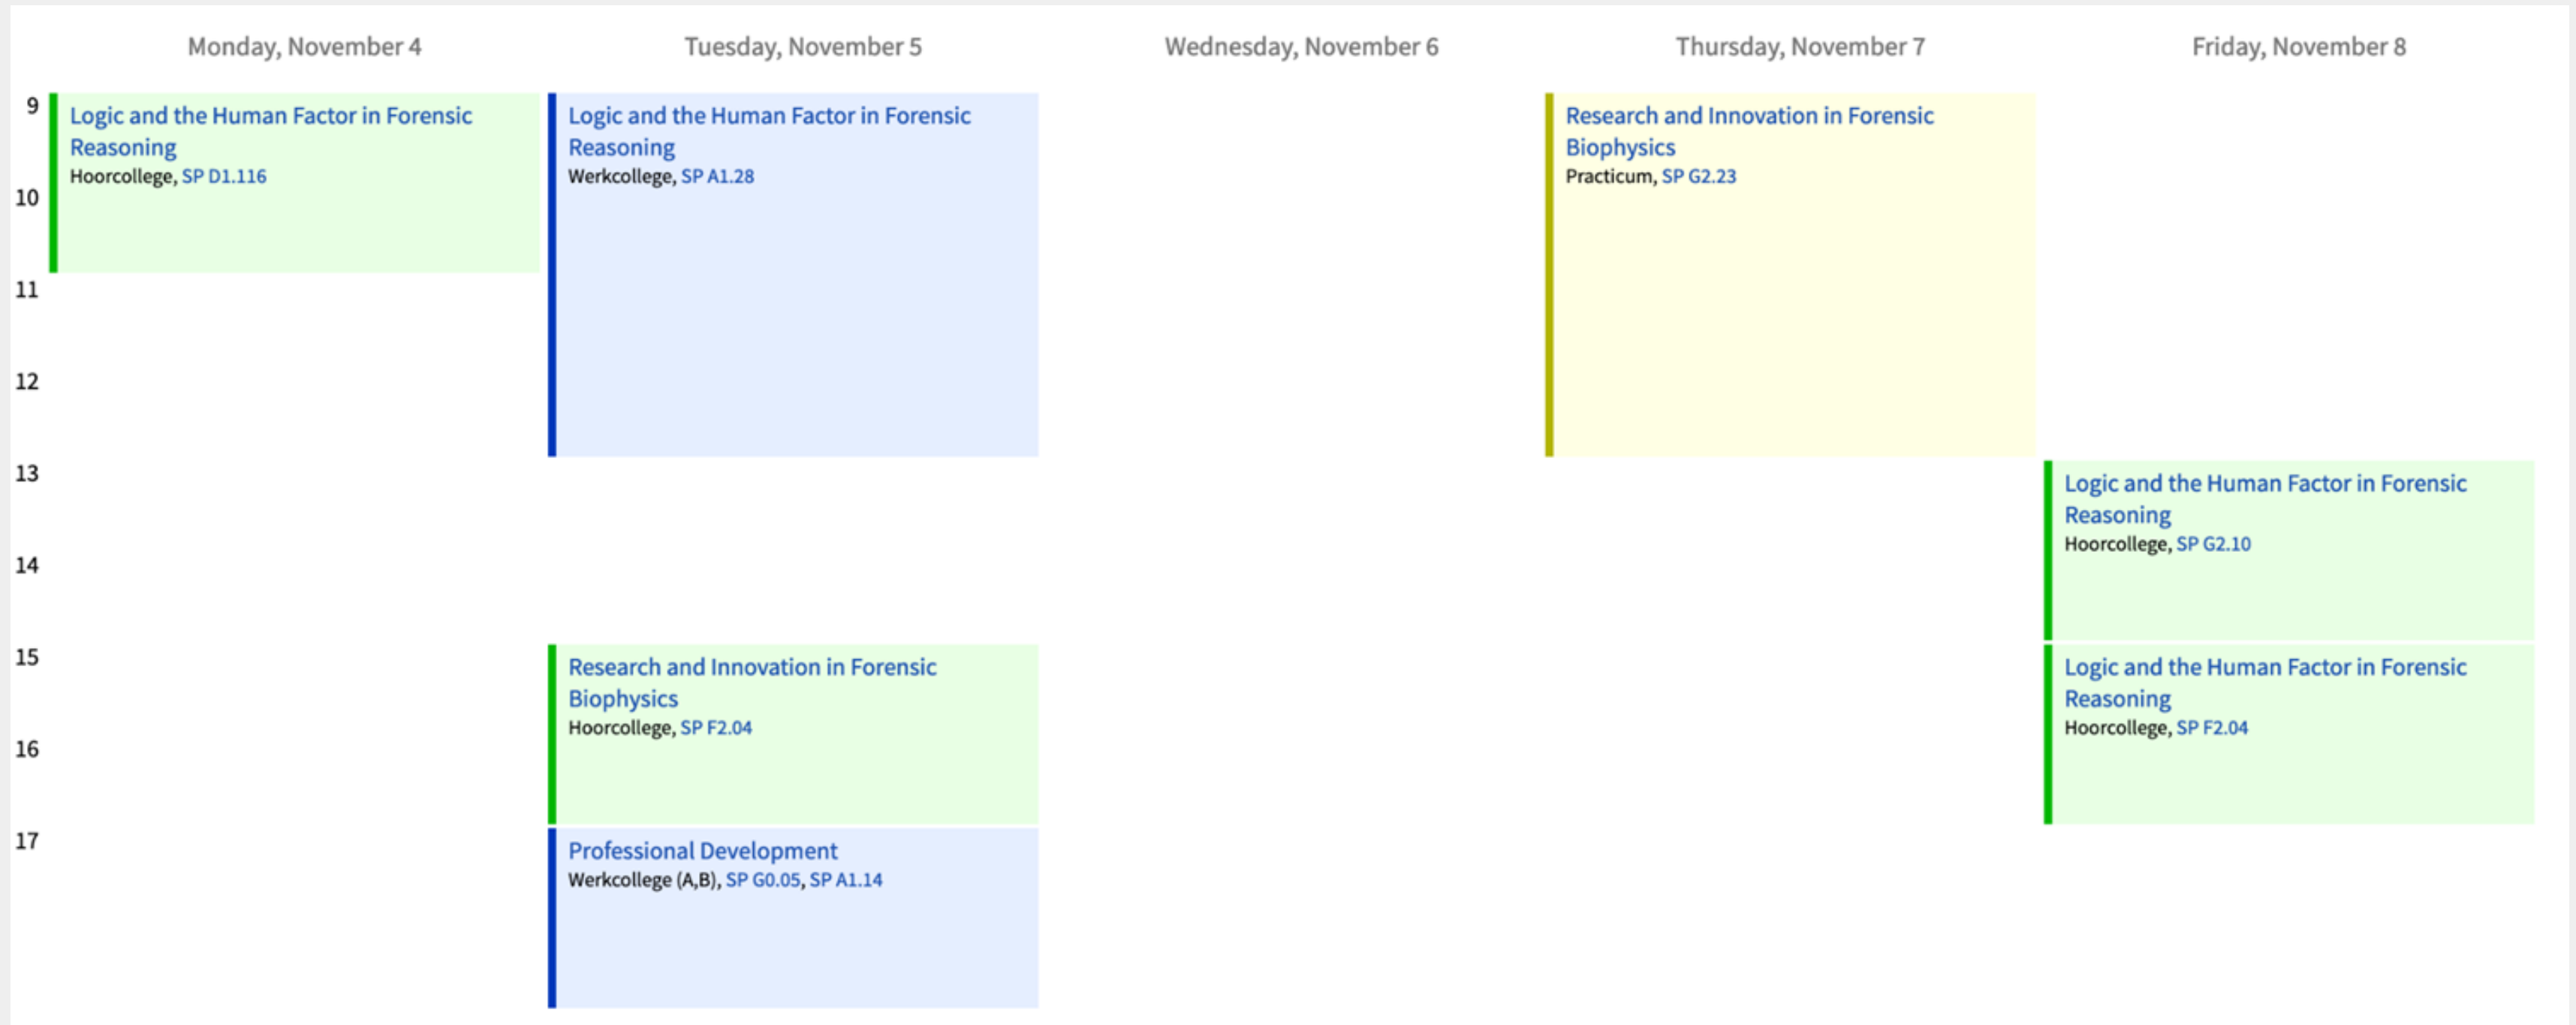 Monday, November 4
Tuesday, November 5
Wednesday, November 6
Thursday, November 7
Friday, November 8
9
Logic and the Human Factor in Forensic
Reasoning
Hoorcollege, SP D1.116
Logic and the Human Factor in Forensic
Reasoning
Werkcollege, SP A1.28
Research and Innovation in Forensic
Biophysics
Practicum, SP G2.23
10
11
12
13
Logic and the Human Factor in Forensic
Reasoning
Hoorcollege, SP G2.10
14
15
Research and Innovation in Forensic
Biophysics
Hoorcollege, SP F2.04
Logic and the Human Factor in Forensic
Reasoning
Hoorcollege, SP F2.04
16
17
Professional Development
Werkcollege (A,B), SP G0.05, SP A1.14